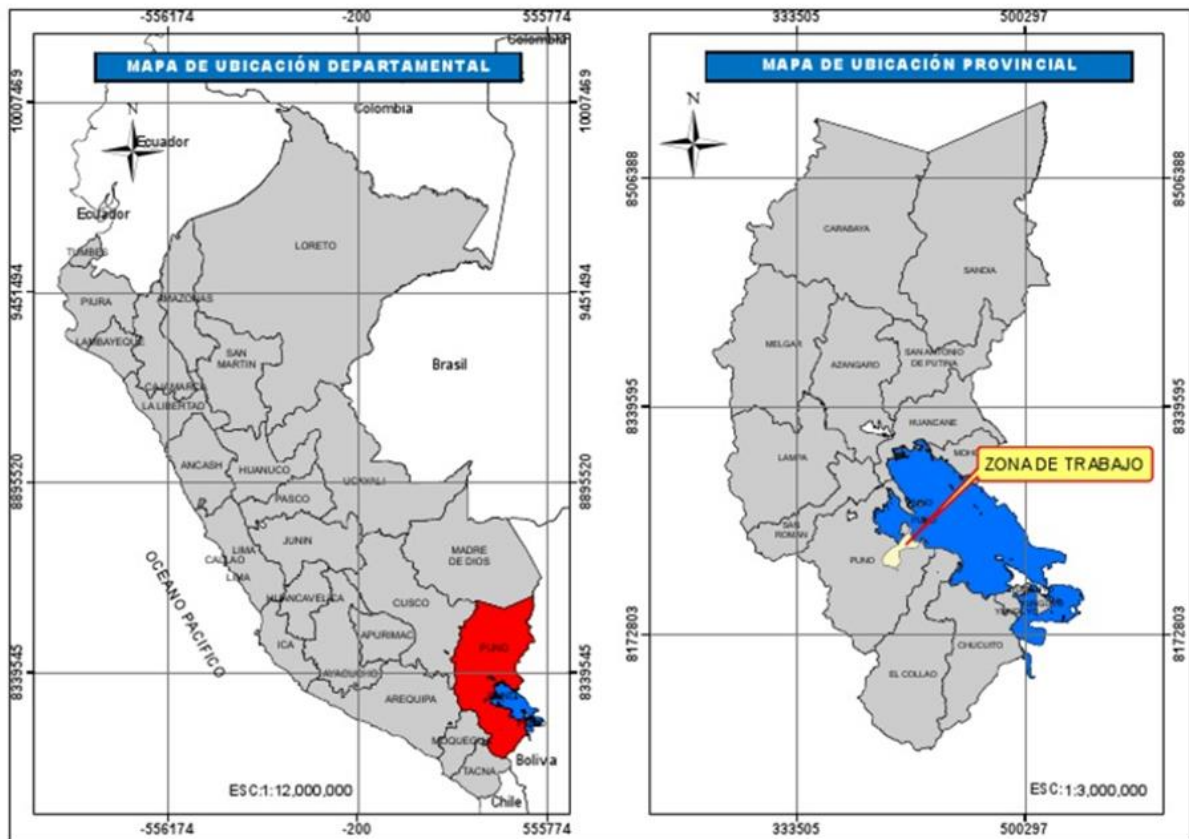 -556174
-200
555774
MAPA DE UBICACIÓN DEPARTAMENTAL
N
Colombia
Colombia
Ecuador
Ecuador
10007469
10007469
TUMBES
LORETO
PIURA
AMAZONAS
9451494
9451494
LAMBAYEQUE
SAN
MARTIN
Brasil
CAJAMARCA
LA LIBERTAD
ANCASH
HUANUCO
UCAYALI
8895520
8895520
PASCO
LIMA
JUNIN
MADRE
DE DIOS
CALLAO
LIMA
OCEANO PACIFICO
HUANCAVELICA
CUSCO
ICA
APURIMAC
PUNO
AYACUCHO
8339545
8339545
AREQUIPA
MOQUEGUA
TACNA
Bolivia
Chile
ESC:1:12,000,000
-556174
-200
555774
333505
500297
MAPA DE UBICACIÓN PROVINCIAL
N
8506388
8506388
CARABAYA
SANDIA
MELGAR
AZANGARO
SAN ANTONIO
DE PUTINA
8339595
8339595
HUANCANE
LAMPA
MOHO
ZONA DE TRABAJO
SAN
ROMAN
PUNO
PUNO
8172803
8172803
CHUCUITO
EL COLLAO
ESC:1:3,000,000
333505
500297